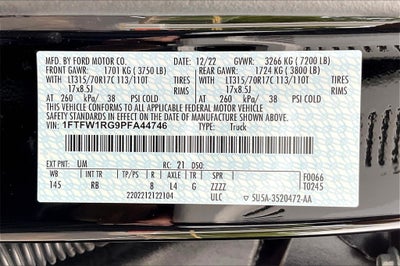 MFD. BY FORD MOTOR CO. 12/22 GVWR: 3266 KG ( 7200 LB)
FRONT GAWR: 1701 KG ( 3750 LB) REAR GAWR: 1724 KG ( 3800 LB)
LT315/70R17C 113/110T TIRES LT315/70R17C 113/110T TIRES
17x8.5J RIMS 17x8.5J RIMS
AT 260 kPa/ 38 PSI COLD AT 260 kPa/ 38 PSI COLD
THIS VEHICLE CONFORMS TO ALL APPLICABLE FEDERAL MOTOR VEHICLE
SAFETY STANDARDS IN EFFECT ON THE DATE OF MANUFACTURE SHOWN ABOVE.
VIN: 1FTFW1RG9PFA44746 TYPE: Truck
EXT PNT: UM RC: 21 DSO:
WB INT TR TP/PS R AX TR SPR F0066
145 RB 8 L4 G ZZZZ T0245
2202212122104 ULC 5U5A-3520472-AA